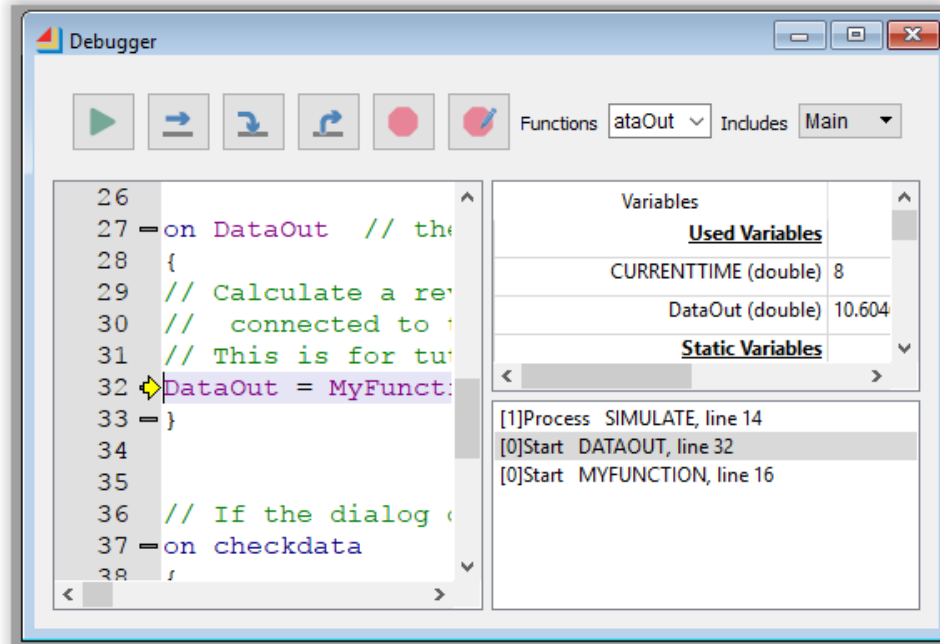 Debugger
Functions ataOut Includes Main
26
27 on DataOut // the
28 {
29 // Calculate a rev
30 // connected to t
31 // This is for tut
32 DataOut = MyFuncti
33 }
34
35
36 // If the dialog
37 on checkdata
38 {
Variables
Used Variables
CURRENTTIME (double) 8
DataOut (double) 10.604
Static Variables
[1]Process SIMULATE, line 14
[0]Start DATAOUT, line 32
[0]Start MYFUNCTION, line 16